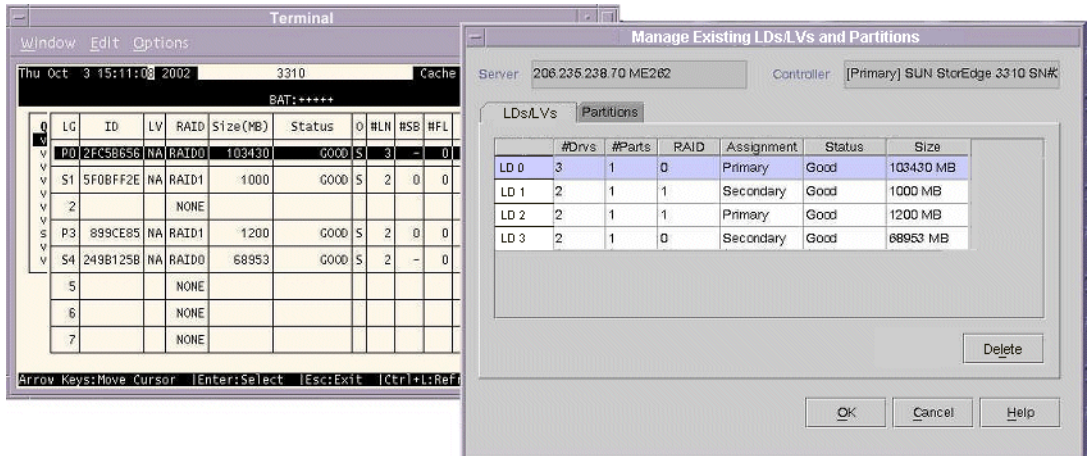 Terminal
Window Edit Options
Thu Oct 3 15:11:08 2002 3310 Cache
BAT:+++++
Q LG ID LV RAID Size(MB) Status O #LN #SB #FL
v P0 2FC5B656 NA RAID0 103430 GOOD S 3 - 0
v S1 5F0BFF2E NA RAID1 1000 GOOD S 2 0 0
v 2 NONE
s P3 899CE85 NA RAID1 1200 GOOD S 2 0 0
v S4 249B125B NA RAID0 68953 GOOD S 2 - 0
5 NONE
6 NONE
7 NONE
Arrow Keys:Move Cursor |Enter:Select |Esc:Exit |Ctrl+L:Refr
Manage Existing LDs/LVs and Partitions
Server 206.235.238.70 ME262 Controller [Primary] SUN StorEdge 3310 SN#
LDs/LVs Partitions
#Drvs #Parts RAID Assignment Status Size
LD 0 3 1 0 Primary Good 103430 MB
LD 1 2 1 1 Secondary Good 1000 MB
LD 2 2 1 1 Primary Good 1200 MB
LD 3 2 1 0 Secondary Good 68953 MB
Delete
OK Cancel Help